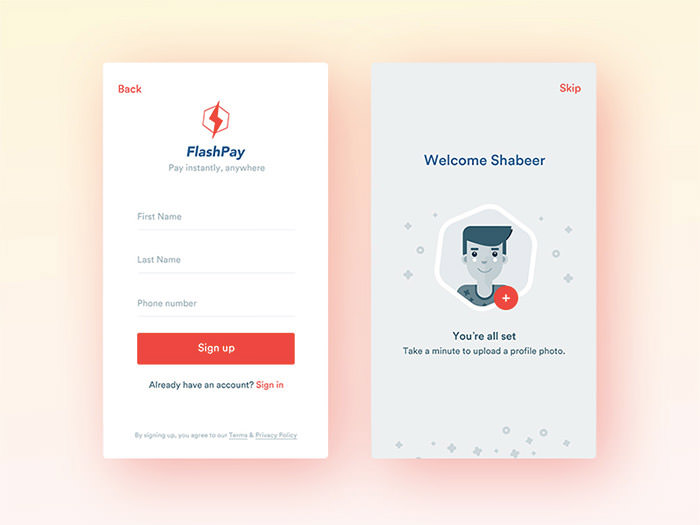 Back
FlashPay
Pay instantly, anywhere
First Name
Last Name
Phone number
Sign up
Already have an account? Sign in
By signing up, you agree to our Terms & Privacy Policy
Skip
Welcome Shabeer
You're all set
Take a minute to upload a profile photo.